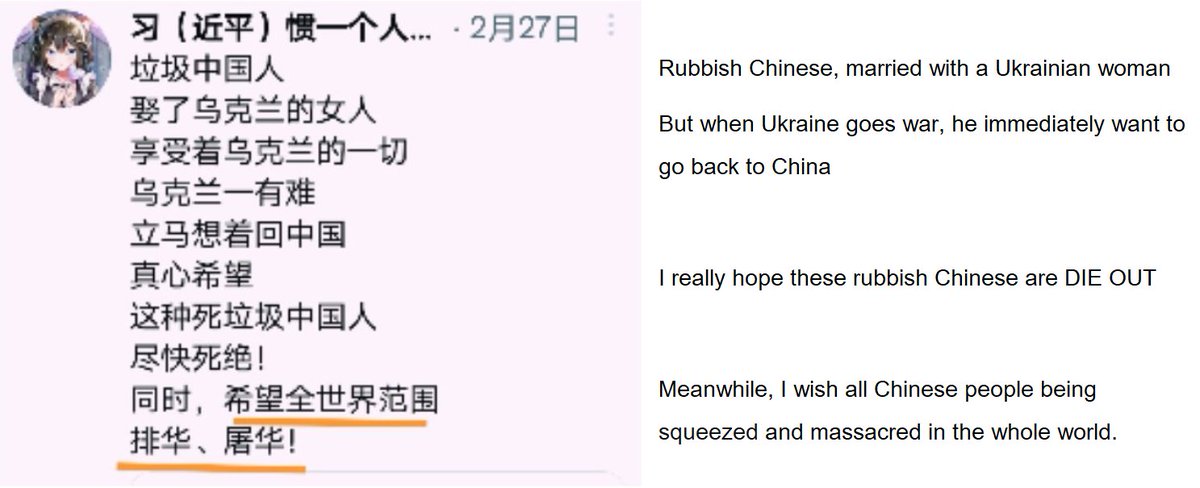 习（近平）惯一个人... · 2月27日
垃圾中国人
娶了乌克兰的女人
享受着乌克兰的一切
乌克兰一有难
立马想着回中国
真心希望
这种死垃圾中国人
尽快死绝！
同时，希望全世界范围
排华、屠华！
Rubbish Chinese, married with a Ukrainian woman
But when Ukraine goes war, he immediately want to
go back to China
I really hope these rubbish Chinese are DIE OUT
Meanwhile, I wish all Chinese people being
squeezed and massacred in the whole world.